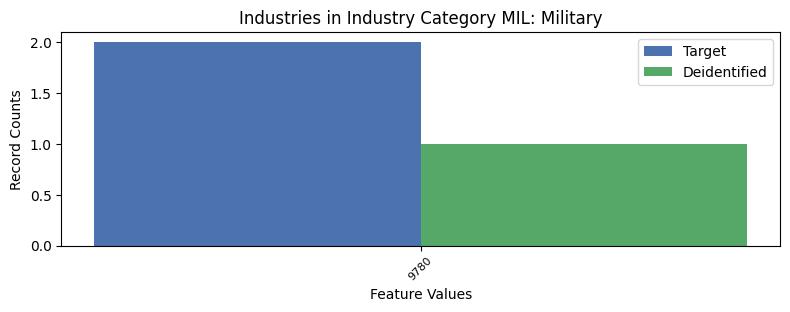 Industries in Industry Category MIL: Military
Target
Deidentified
Record Counts
2.0
1.5
1.0
0.5
0.0
9780
Feature Values